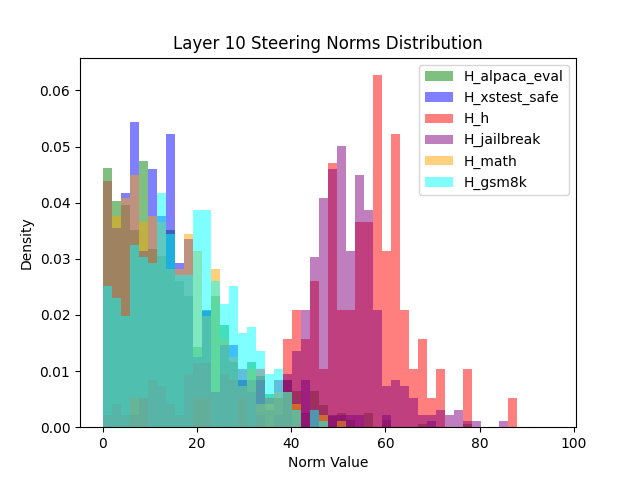 Layer 10 Steering Norms Distribution
H_alpaca_eval
H_xstest_safe
H_h
H_jailbreak
H_math
H_gsm8k
0.06
0.05
0.04
0.03
0.02
0.01
0.00
Density
0 20 40 60 80 100
Norm Value